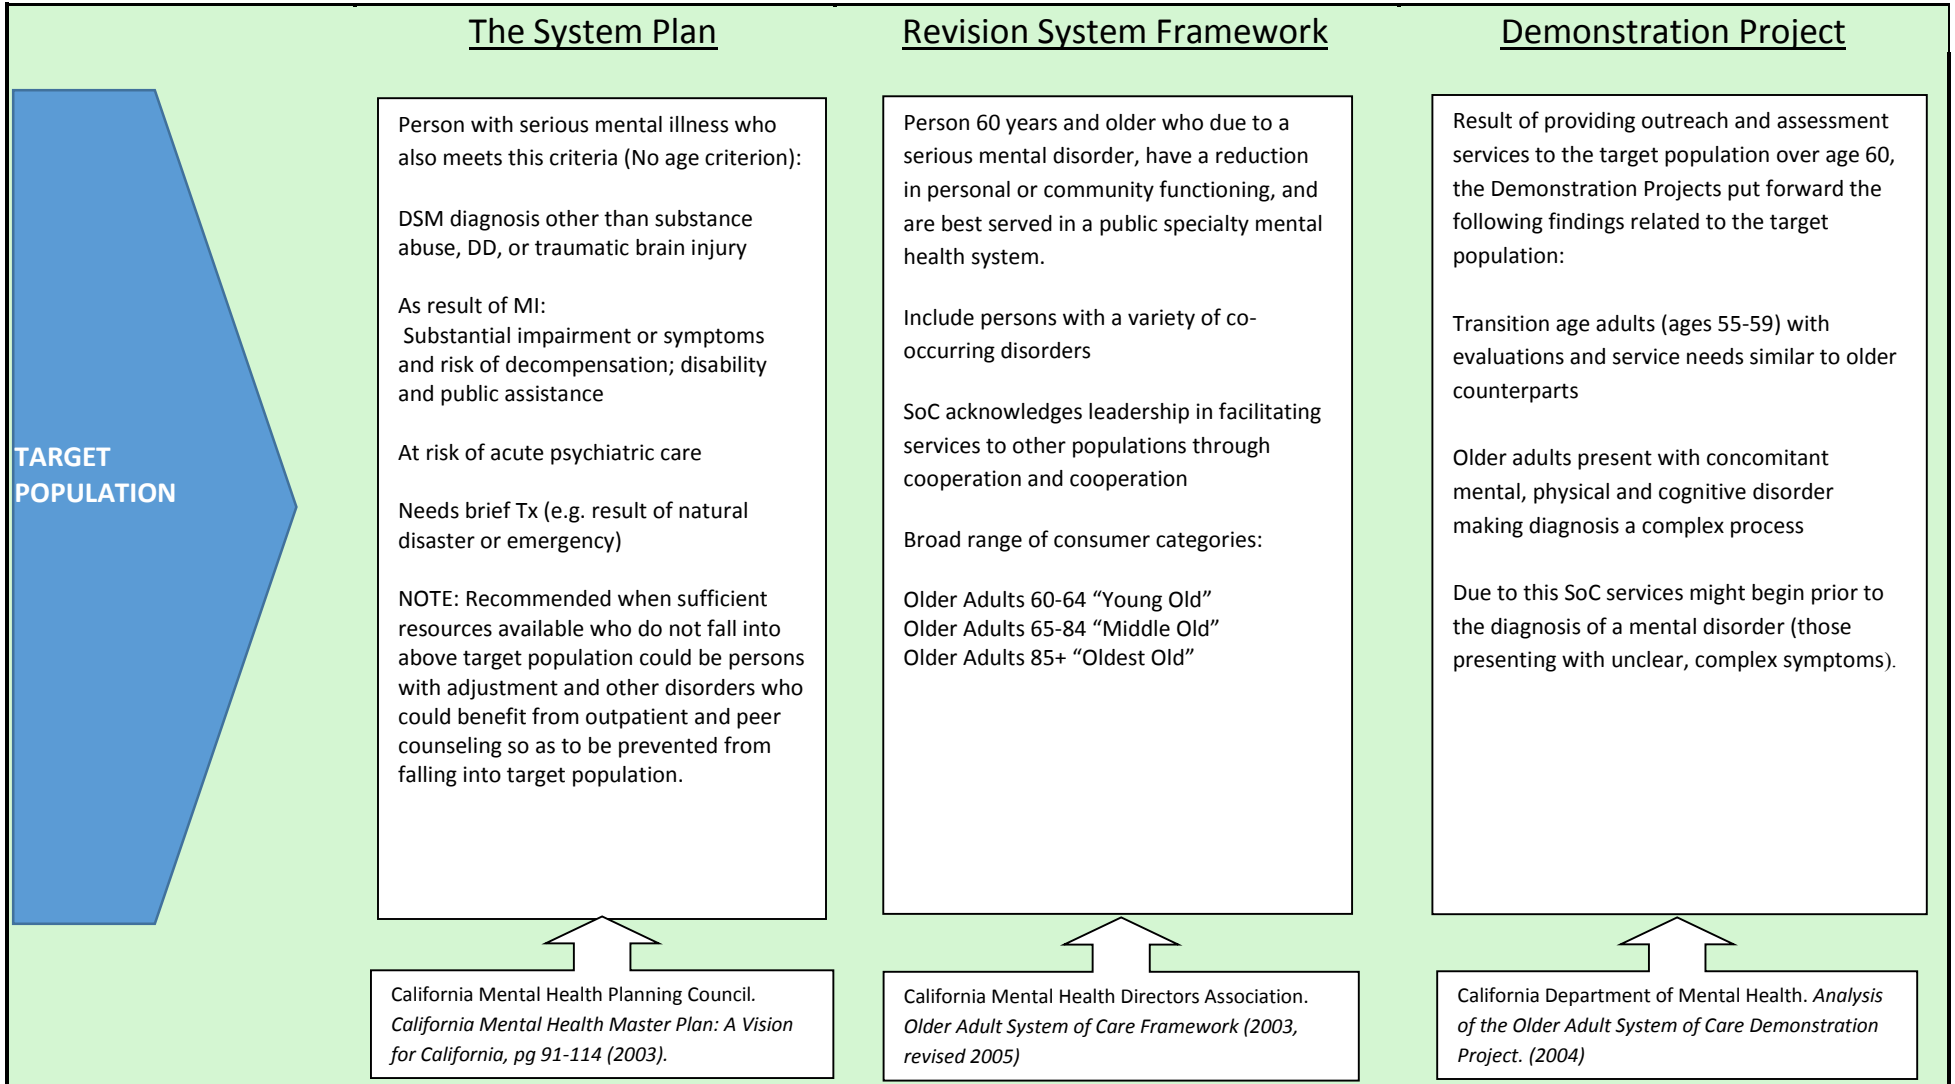 The System Plan
Revision System Framework
Demonstration Project
TARGET
POPULATION
Person with serious mental illness who
also meets this criteria (No age criterion):
DSM diagnosis other than substance
abuse, DD, or traumatic brain injury
As result of MI:
Substantial impairment or symptoms
and risk of decompensation; disability
and public assistance
At risk of acute psychiatric care
Needs brief Tx (e.g. result of natural
disaster or emergency)
NOTE: Recommended when sufficient
resources available who do not fall into
above target population could be persons
with adjustment and other disorders who
could benefit from outpatient and peer
counseling so as to be prevented from
falling into target population.
Person 60 years and older who due to a
serious mental disorder, have a reduction
in personal or community functioning, and
are best served in a public specialty mental
health system.
Include persons with a variety of co-
occurring disorders
SoC acknowledges leadership in facilitating
services to other populations through
cooperation and cooperation
Broad range of consumer categories:
Older Adults 60-64 “Young Old”
Older Adults 65-84 “Middle Old”
Older Adults 85+ “Oldest Old”
Result of providing outreach and assessment
services to the target population over age 60,
the Demonstration Projects put forward the
following findings related to the target
population:
Transition age adults (ages 55-59) with
evaluations and service needs similar to older
counterparts
Older adults present with concomitant
mental, physical and cognitive disorder
making diagnosis a complex process
Due to this SoC services might begin prior to
the diagnosis of a mental disorder (those
presenting with unclear, complex symptoms).
California Mental Health Planning Council.
California Mental Health Master Plan: A Vision
for California, pg 91-114 (2003).
California Mental Health Directors Association.
Older Adult System of Care Framework (2003,
revised 2005)
California Department of Mental Health. Analysis
of the Older Adult System of Care Demonstration
Project. (2004)